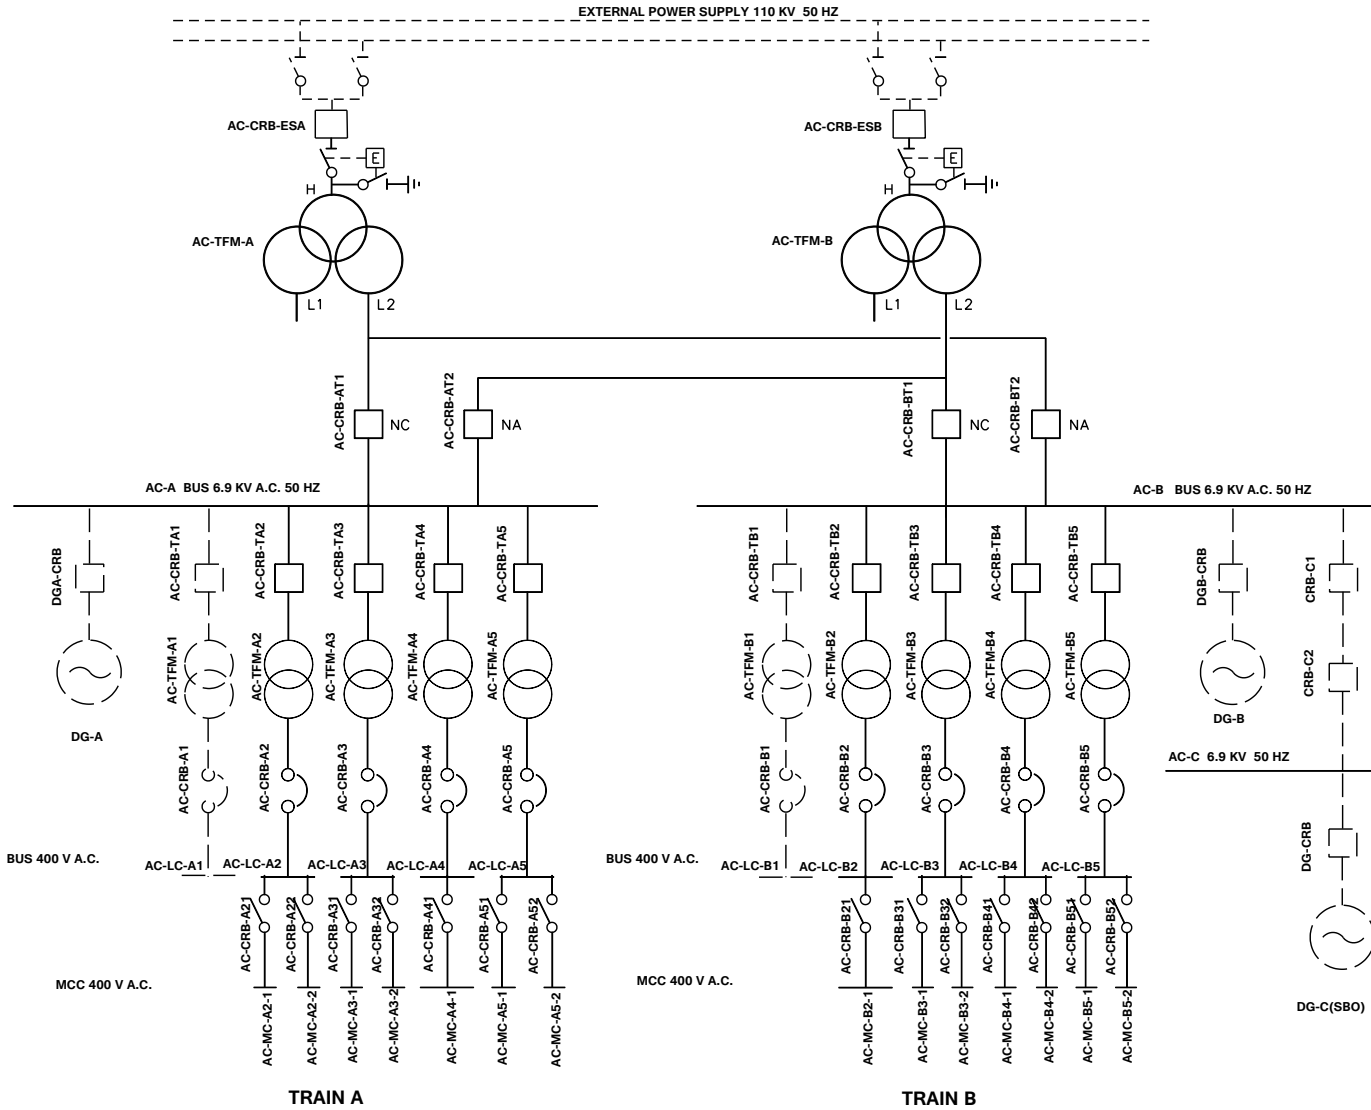 EXTERNAL POWER SUPPLY 110 KV 50 HZ
AC-CRB-ESA
AC-CRB-ESB
E
E
H
H
AC-TFM-A
AC-TFM-B
L1
L2
L1
L2
AC-CRB-AT1
NC
AC-CRB-AT2
NA
AC-CRB-BT1
NC
AC-CRB-BT2
NA
AC-A BUS 6.9 KV A.C. 50 HZ
AC-B BUS 6.9 KV A.C. 50 HZ
DGA-CRB
AC-CRB-TA1
AC-CRB-TA2
AC-CRB-TA3
AC-CRB-TA4
AC-CRB-TA5
AC-CRB-TB1
AC-CRB-TB2
AC-CRB-TB3
AC-CRB-TB4
AC-CRB-TB5
DGB-CRB
CRB-C1
AC-TFM-A1
AC-TFM-A2
AC-TFM-A3
AC-TFM-A4
AC-TFM-A5
AC-TFM-B1
AC-TFM-B2
AC-TFM-B3
AC-TFM-B4
AC-TFM-B5
CRB-C2
DG-A
DG-B
AC-CRB-A1
AC-CRB-A2
AC-CRB-A3
AC-CRB-A4
AC-CRB-A5
AC-CRB-B1
AC-CRB-B2
AC-CRB-B3
AC-CRB-B4
AC-CRB-B5
AC-C 6.9 KV 50 HZ
DG-CRB
BUS 400 V A.C.
AC-LC-A1
AC-LC-A2
AC-LC-A3
AC-LC-A4
AC-LC-A5
BUS 400 V A.C.
AC-LC-B1
AC-LC-B2
AC-LC-B3
AC-LC-B4
AC-LC-B5
AC-CRB-A21
AC-CRB-A22
AC-CRB-A31
AC-CRB-A32
AC-CRB-A41
AC-CRB-A51
AC-CRB-A52
AC-CRB-B21
AC-CRB-B31
AC-CRB-B32
AC-CRB-B41
AC-CRB-B42
AC-CRB-B51
AC-CRB-B52
MCC 400 V A.C.
MCC 400 V A.C.
AC-MC-A2-1
AC-MC-A2-2
AC-MC-A3-1
AC-MC-A3-2
AC-MC-A4-1
AC-MC-A5-1
AC-MC-A5-2
AC-MC-B2-1
AC-MC-B3-1
AC-MC-B3-2
AC-MC-B4-1
AC-MC-B4-2
AC-MC-B5-1
AC-MC-B5-2
DG-C(SBO)
TRAIN A
TRAIN B